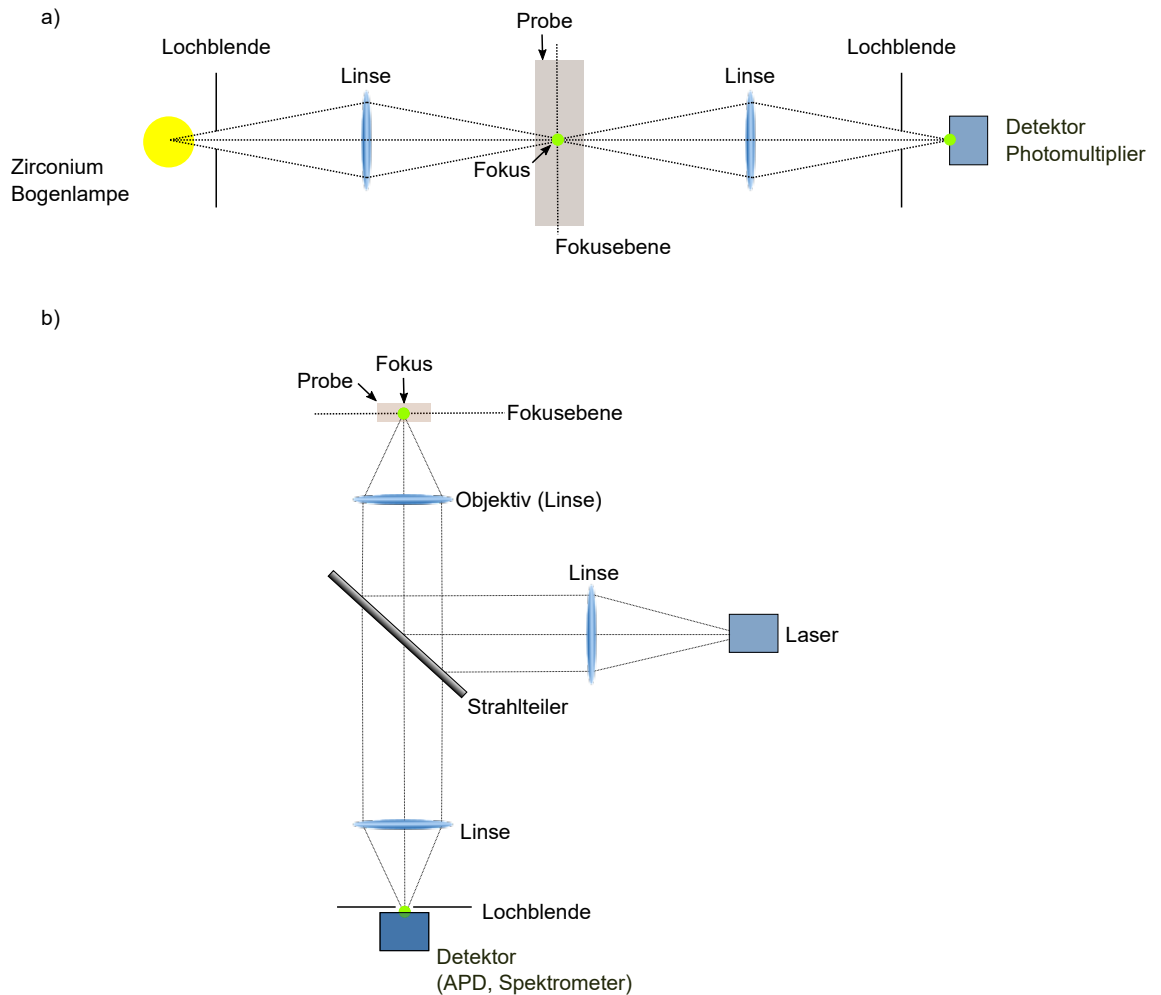 a)
Probe
Lochblende
Lochblende
Linse
Linse
Detektor
Photomultiplier
Zirconium
Bogenlampe
Fokus
Fokusebene
b)
Fokus
Probe
Fokusebene
Objektiv (Linse)
Linse
Laser
Strahlteiler
Linse
Lochblende
Detektor
(APD, Spektrometer)